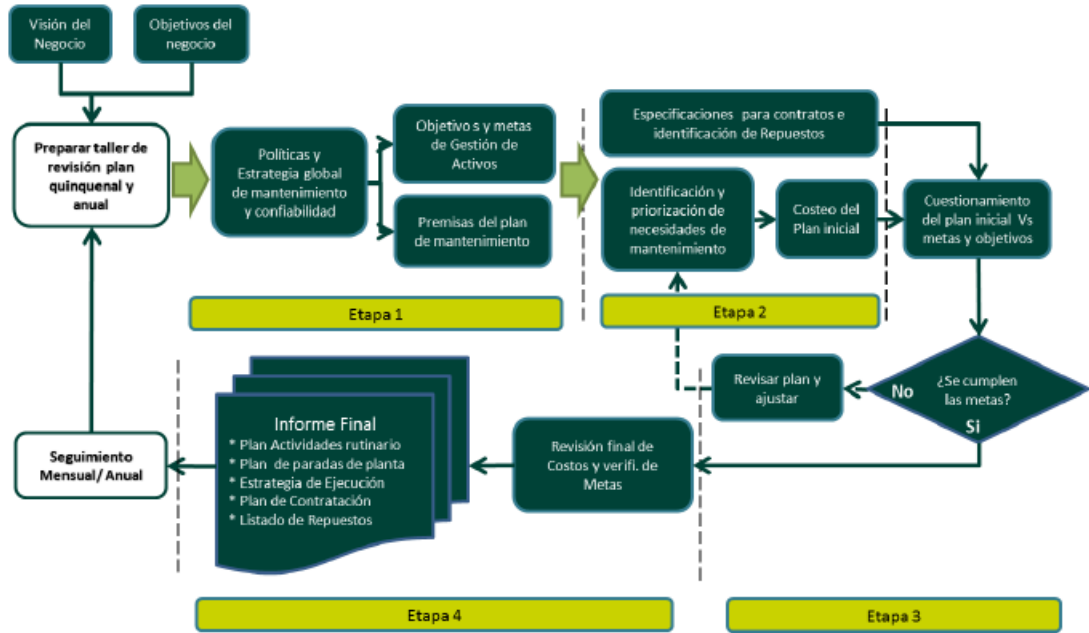 Visión del
Negocio
Objetivos del
negocio
Preparar taller de
revisión plan
quinquenal y
anual
Políticas y
Estrategia global
de mantenimiento
y confiabilidad
Objetivo s y metas
de Gestión de
Activos
Premisas del plan
de mantenimiento
Etapa 1
Especificaciones para contratos e
identificación de Repuestos
Identificación y
priorización de
necesidades de
mantenimiento
Costeo del
Plan inicial
Etapa 2
Cuestionamiento
del plan inicial Vs
metas y objetivos
¿Se cumplen
las metas?
No
Si
Revisar plan y
ajustar
Etapa 3
Revisión final de
Costos y verifi. de
Metas
Informe Final
* Plan Actividades rutinario
* Plan de paradas de planta
* Estrategia de Ejecución
* Plan de Contratación
* Listado de Repuestos
Etapa 4
Seguimiento
Mensual/ Anual